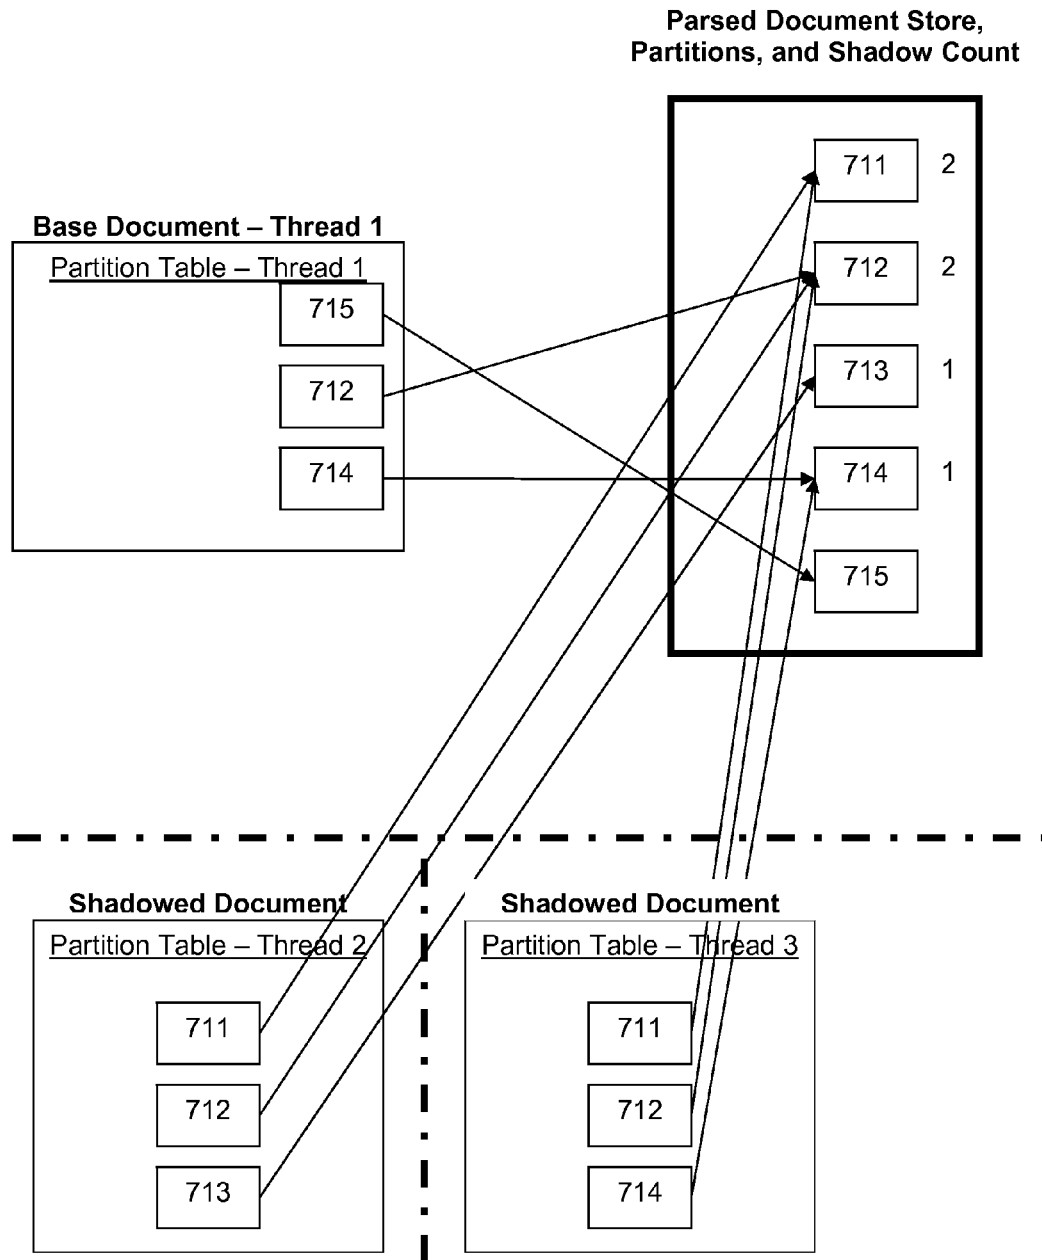 Parsed Document Store,
Partitions, and Shadow Count
711 2
712 2
713 1
714 1
715
Base Document – Thread 1
Partition Table – Thread 1
715
712
714
Shadowed Document
Partition Table – Thread 2
711
712
713
Shadowed Document
Partition Table – Thread 3
711
712
714